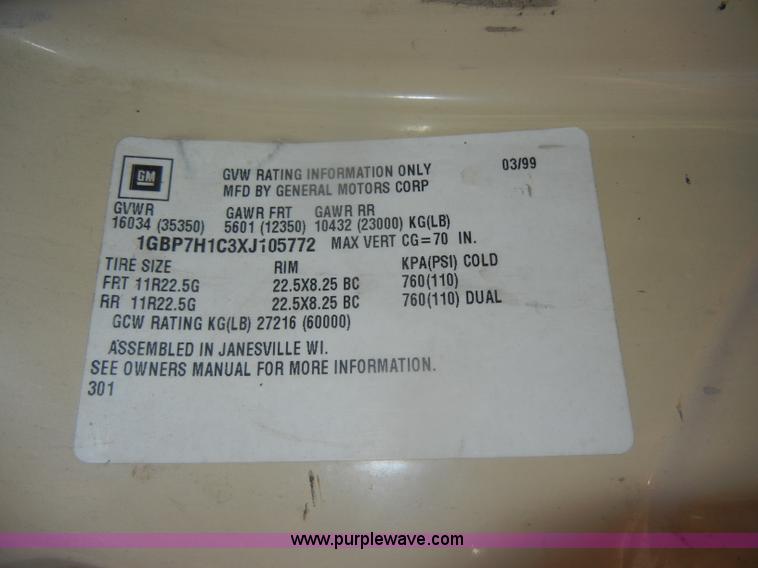 GM
GVW RATING INFORMATION ONLY 03/99
MFD BY GENERAL MOTORS CORP
GVWR GAWR FRT GAWR RR
16034 (35350) 5601 (12350) 10432 (23000) KG(LB)
1GBP7H1C3XJ105772 MAX VERT CG=70 IN.
TIRE SIZE RIM KPA(PSI) COLD
FRT 11R22.5G 22.5X8.25 BC 760(110)
RR 11R22.5G 22.5X8.25 BC 760(110) DUAL
GCW RATING KG(LB) 27216 (60000)
ASSEMBLED IN JANESVILLE WI.
SEE OWNERS MANUAL FOR MORE INFORMATION.
301
www.purplewave.com